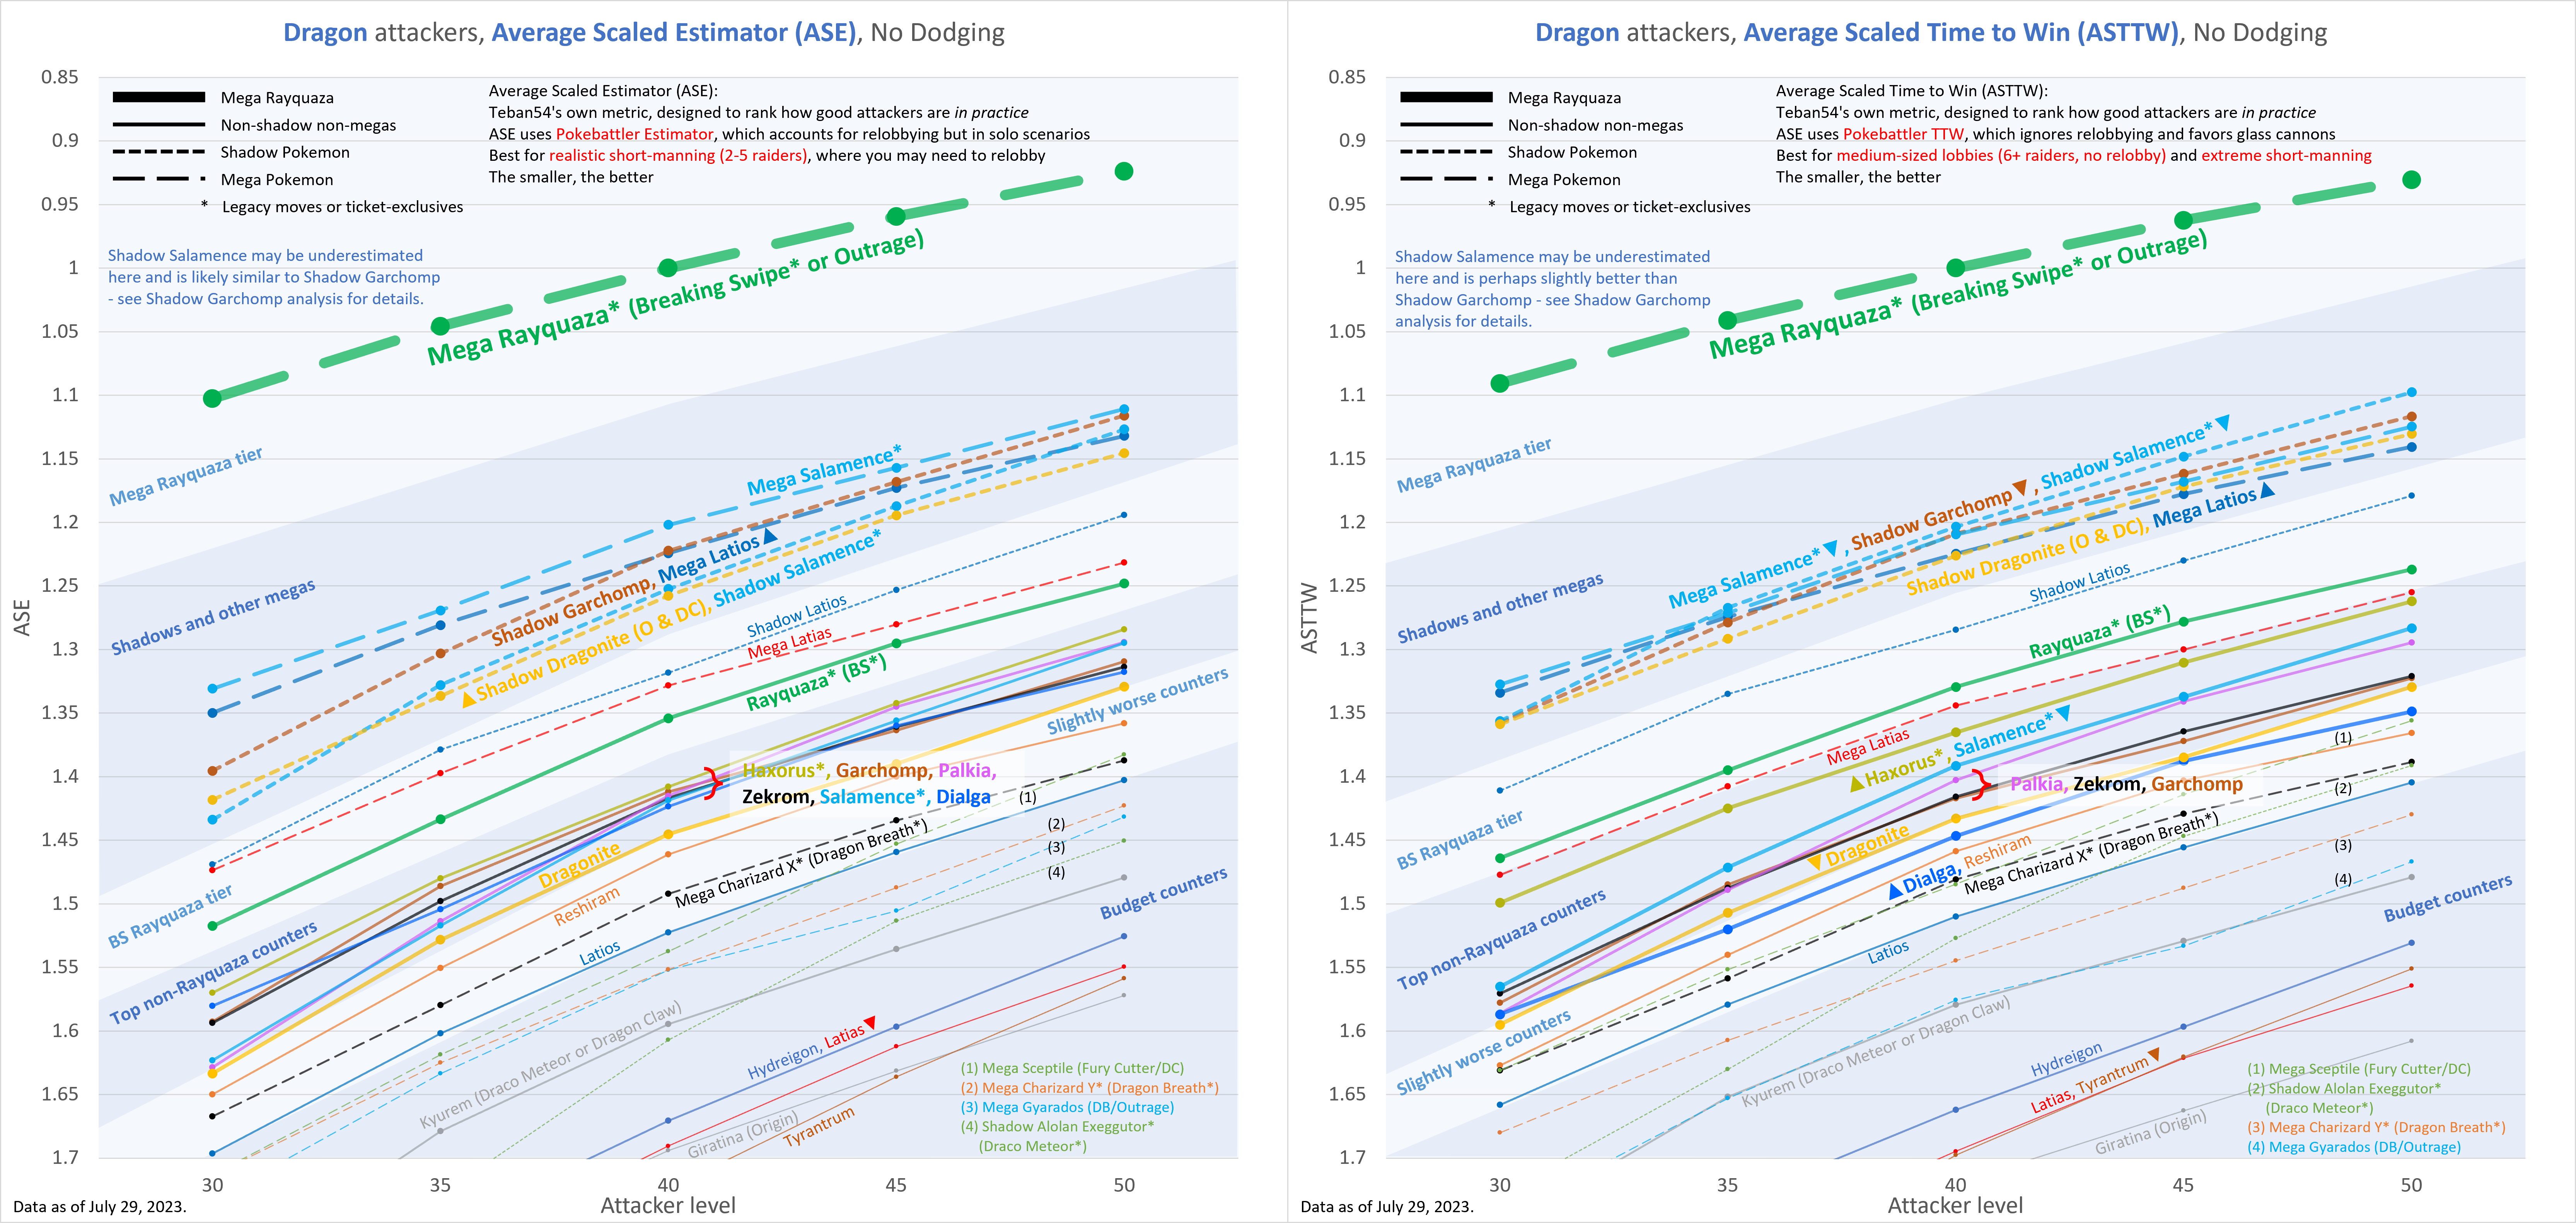 Dragon attackers, Average Scaled Estimator (ASE), No Dodging
0.85
0.9
0.95
1
1.05
1.1
1.15
1.2
1.25
1.3
1.35
1.4
1.45
1.5
1.55
1.6
1.65
1.7
ASE
Mega Rayquaza
Non-shadow non-megas
Shadow Pokemon
Mega Pokemon
* Legacy moves or ticket-exclusives
Average Scaled Estimator (ASE):
Teban54's own metric, designed to rank how good attackers are in practice
ASE uses Pokebattler Estimator, which accounts for relobbying but in solo scenarios
Best for realistic short-manning (2-5 raiders), where you may need to relobby
The smaller, the better
Shadow Salamence may be underestimated
here and is likely similar to Shadow Garchomp
- see Shadow Garchomp analysis for details.
Mega Rayquaza* (Breaking Swipe* or Outrage)
Mega Rayquaza tier
Mega Salamence*
Shadow Garchomp, Mega Latios▲
▲Shadow Dragonite (O & DC), Shadow Salamence*
Shadows and other megas
Shadow Latios
Mega Latias
Rayquaza* (BS*)
BS Rayquaza tier
Slightly worse counters
Haxorus*, Garchomp, Palkia,
Zekrom, Salamence*, Dialga
Top non-Rayquaza counters
Dragonite
Reshiram
Mega Charizard X* (Dragon Breath*)
Latios
(1)
(2)
(3)
(4)
Budget counters
Kyurem (Draco Meteor or Dragon Claw)
Hydreigon, Latias▼
Giratina (Origin)
Tyrantrum
(1) Mega Sceptile (Fury Cutter/DC)
(2) Mega Charizard Y* (Dragon Breath*)
(3) Mega Gyarados (DB/Outrage)
(4) Shadow Alolan Exeggutor*
(Draco Meteor*)
30
35
40
45
50
Attacker level
Data as of July 29, 2023.
Dragon attackers, Average Scaled Time to Win (ASTTW), No Dodging
0.85
0.9
0.95
1
1.05
1.1
1.15
1.2
1.25
1.3
1.35
1.4
1.45
1.5
1.55
1.6
1.65
1.7
ASTTW
Mega Rayquaza
Non-shadow non-megas
Shadow Pokemon
Mega Pokemon
* Legacy moves or ticket-exclusives
Average Scaled Time to Win (ASTTW):
Teban54's own metric, designed to rank how good attackers are in practice
ASE uses Pokebattler TTW, which ignores relobbying and favors glass cannons
Best for medium-sized lobbies (6+ raiders, no relobby) and extreme short-manning
The smaller, the better
Shadow Salamence may be underestimated
here and is perhaps slightly better than
Shadow Garchomp - see Shadow Garchomp
analysis for details.
Mega Rayquaza* (Breaking Swipe* or Outrage)
Mega Rayquaza tier
Mega Salamence*▼, Shadow Garchomp▼, Shadow Salamence*▼
Shadow Dragonite (O & DC), Mega Latios▲
Shadows and other megas
Shadow Latios
Rayquaza* (BS*)
Mega Latias
▲Haxorus*, Salamence*▼
(1)
Palkia, Zekrom, Garchomp
(2)
BS Rayquaza tier
▼Dragonite
▲Dialga, Reshiram
Mega Charizard X* (Dragon Breath*)
(3)
(4)
Top non-Rayquaza counters
Latios
Budget counters
Slightly worse counters
Kyurem (Draco Meteor or Dragon Claw)
Hydreigon
Latias, Tyrantrum▼
Giratina (Origin)
(1) Mega Sceptile (Fury Cutter/DC)
(2) Shadow Alolan Exeggutor*
(Draco Meteor*)
(3) Mega Charizard Y* (Dragon Breath*)
(4) Mega Gyarados (DB/Outrage)
30
35
40
45
50
Attacker level
Data as of July 29, 2023.